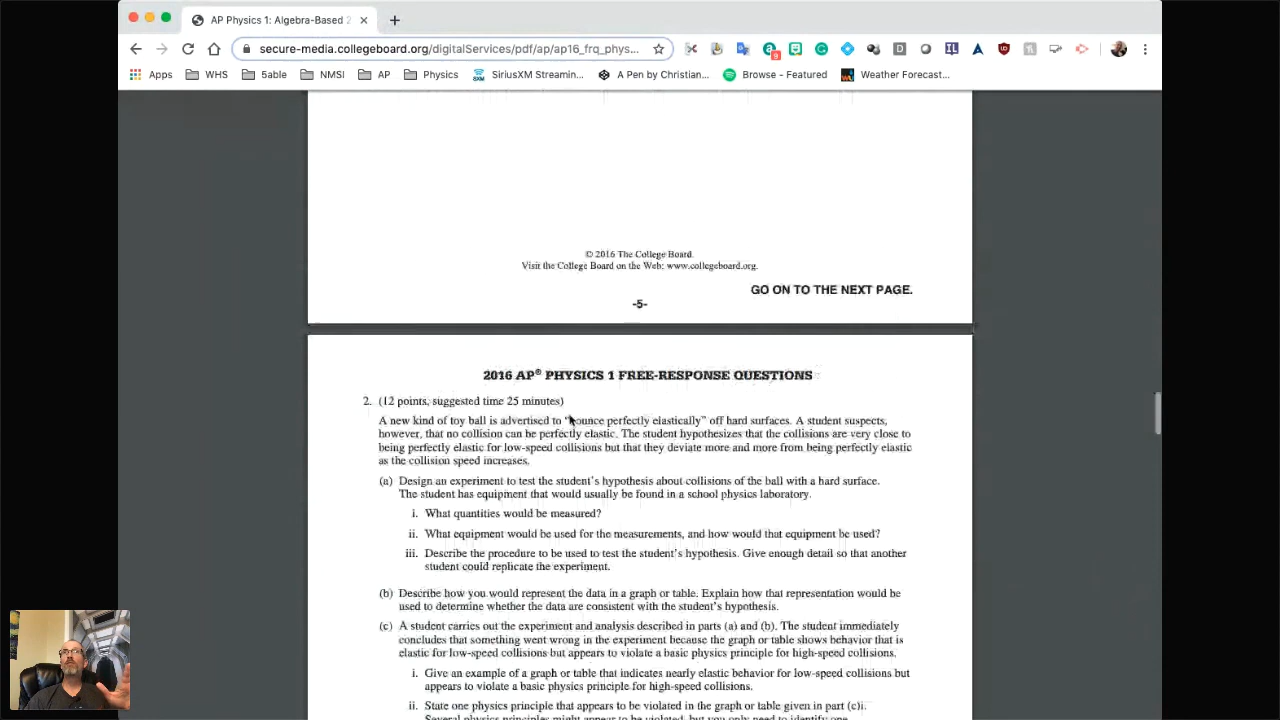 AP Physics 1: Algebra-Based 2
secure-media.collegeboard.org/digitalServices/pdf/ap/ap16_frq_phys...
9
Apps WHS 5able NMSI AP Physics SiriusXM Streamin... A Pen by Christian... Browse - Featured Weather Forecast...
© 2016 The College Board.
Visit the College Board on the Web: www.collegeboard.org.
GO ON TO THE NEXT PAGE.
-5-
2016 AP® PHYSICS 1 FREE-RESPONSE QUESTIONS
2. (12 points, suggested time 25 minutes)
A new kind of toy ball is advertised to “bounce perfectly elastically” off hard surfaces. A student suspects,
however, that no collision can be perfectly elastic. The student hypothesizes that the collisions are very close to
being perfectly elastic for low-speed collisions but that they deviate more and more from being perfectly elastic
as the collision speed increases.
(a) Design an experiment to test the student’s hypothesis about collisions of the ball with a hard surface.
The student has equipment that would usually be found in a school physics laboratory.
i. What quantities would be measured?
ii. What equipment would be used for the measurements, and how would that equipment be used?
iii. Describe the procedure to be used to test the student’s hypothesis. Give enough detail so that another
student could replicate the experiment.
(b) Describe how you would represent the data in a graph or table. Explain how that representation would be
used to determine whether the data are consistent with the student’s hypothesis.
(c) A student carries out the experiment and analysis described in parts (a) and (b). The student immediately
concludes that something went wrong in the experiment because the graph or table shows behavior that is
elastic for low-speed collisions but appears to violate a basic physics principle for high-speed collisions.
i. Give an example of a graph or table that indicates nearly elastic behavior for low-speed collisions but
appears to violate a basic physics principle for high-speed collisions.
ii. State one physics principle that appears to be violated in the graph or table given in part (c)i.
Several physics principles might appear to be violated, but you only need to identify one.